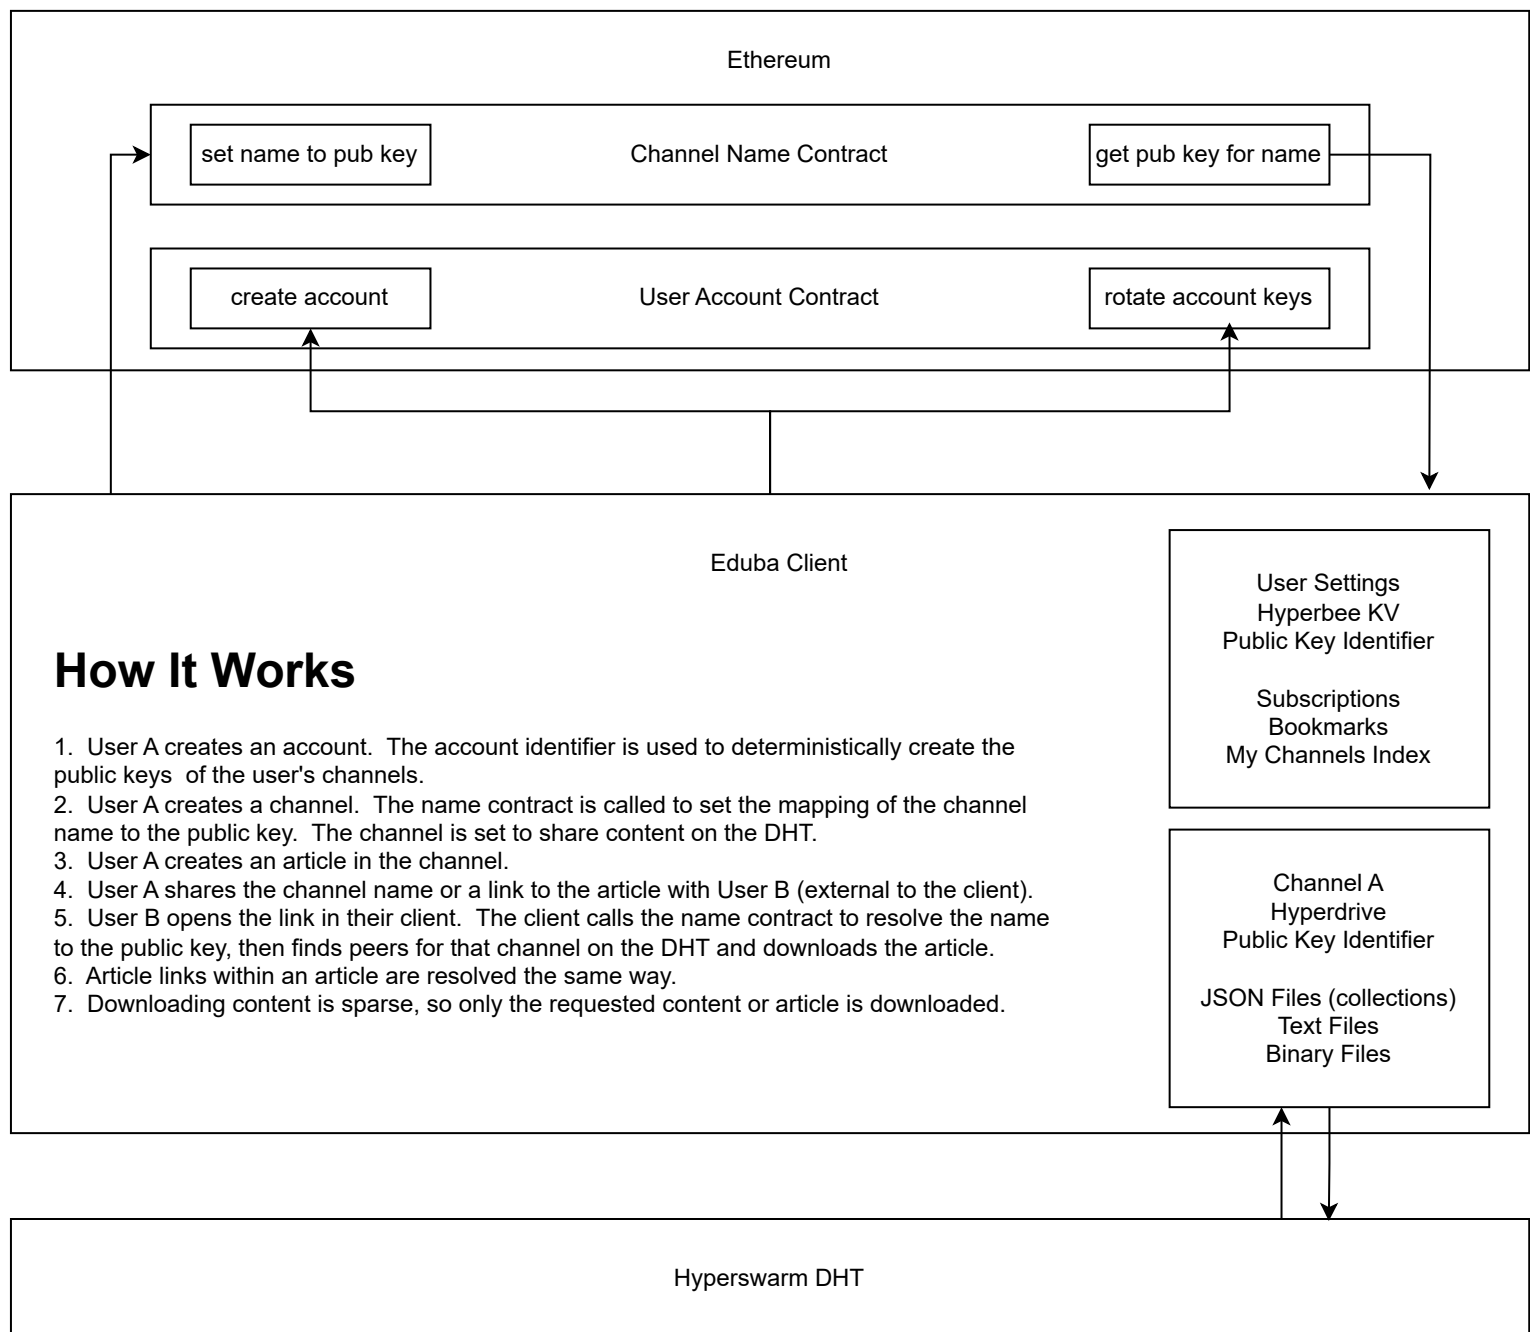 Ethereum
set name to pub key
Channel Name Contract
get pub key for name
create account
User Account Contract
rotate account keys
Eduba Client
How It Works
1.  User A creates an account.  The account identifier is used to deterministically create the
public keys  of the user's channels.
2.  User A creates a channel.  The name contract is called to set the mapping of the channel
name to the public key.  The channel is set to share content on the DHT.
3.  User A creates an article in the channel.
4.  User A shares the channel name or a link to the article with User B (external to the client).
5.  User B opens the link in their client.  The client calls the name contract to resolve the name
to the public key, then finds peers for that channel on the DHT and downloads the article.
6.  Article links within an article are resolved the same way.
7.  Downloading content is sparse, so only the requested content or article is downloaded.
User Settings
Hyperbee KV
Public Key Identifier
Subscriptions
Bookmarks
My Channels Index
Channel A
Hyperdrive
Public Key Identifier
JSON Files (collections)
Text Files
Binary Files
Hyperswarm DHT